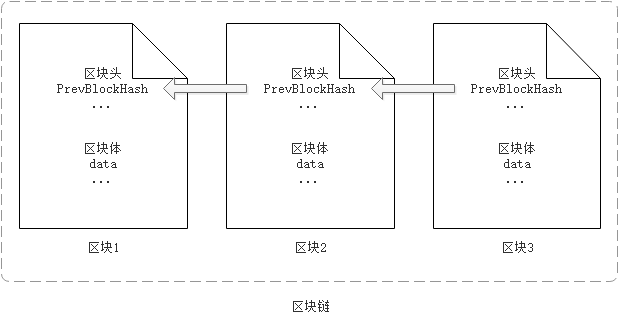 区块头
PrevBlockHash
...
区块体
data
...
区块1
区块头
PrevBlockHash
...
区块体
data
...
区块2
区块头
PrevBlockHash
...
区块体
data
...
区块3
区块链